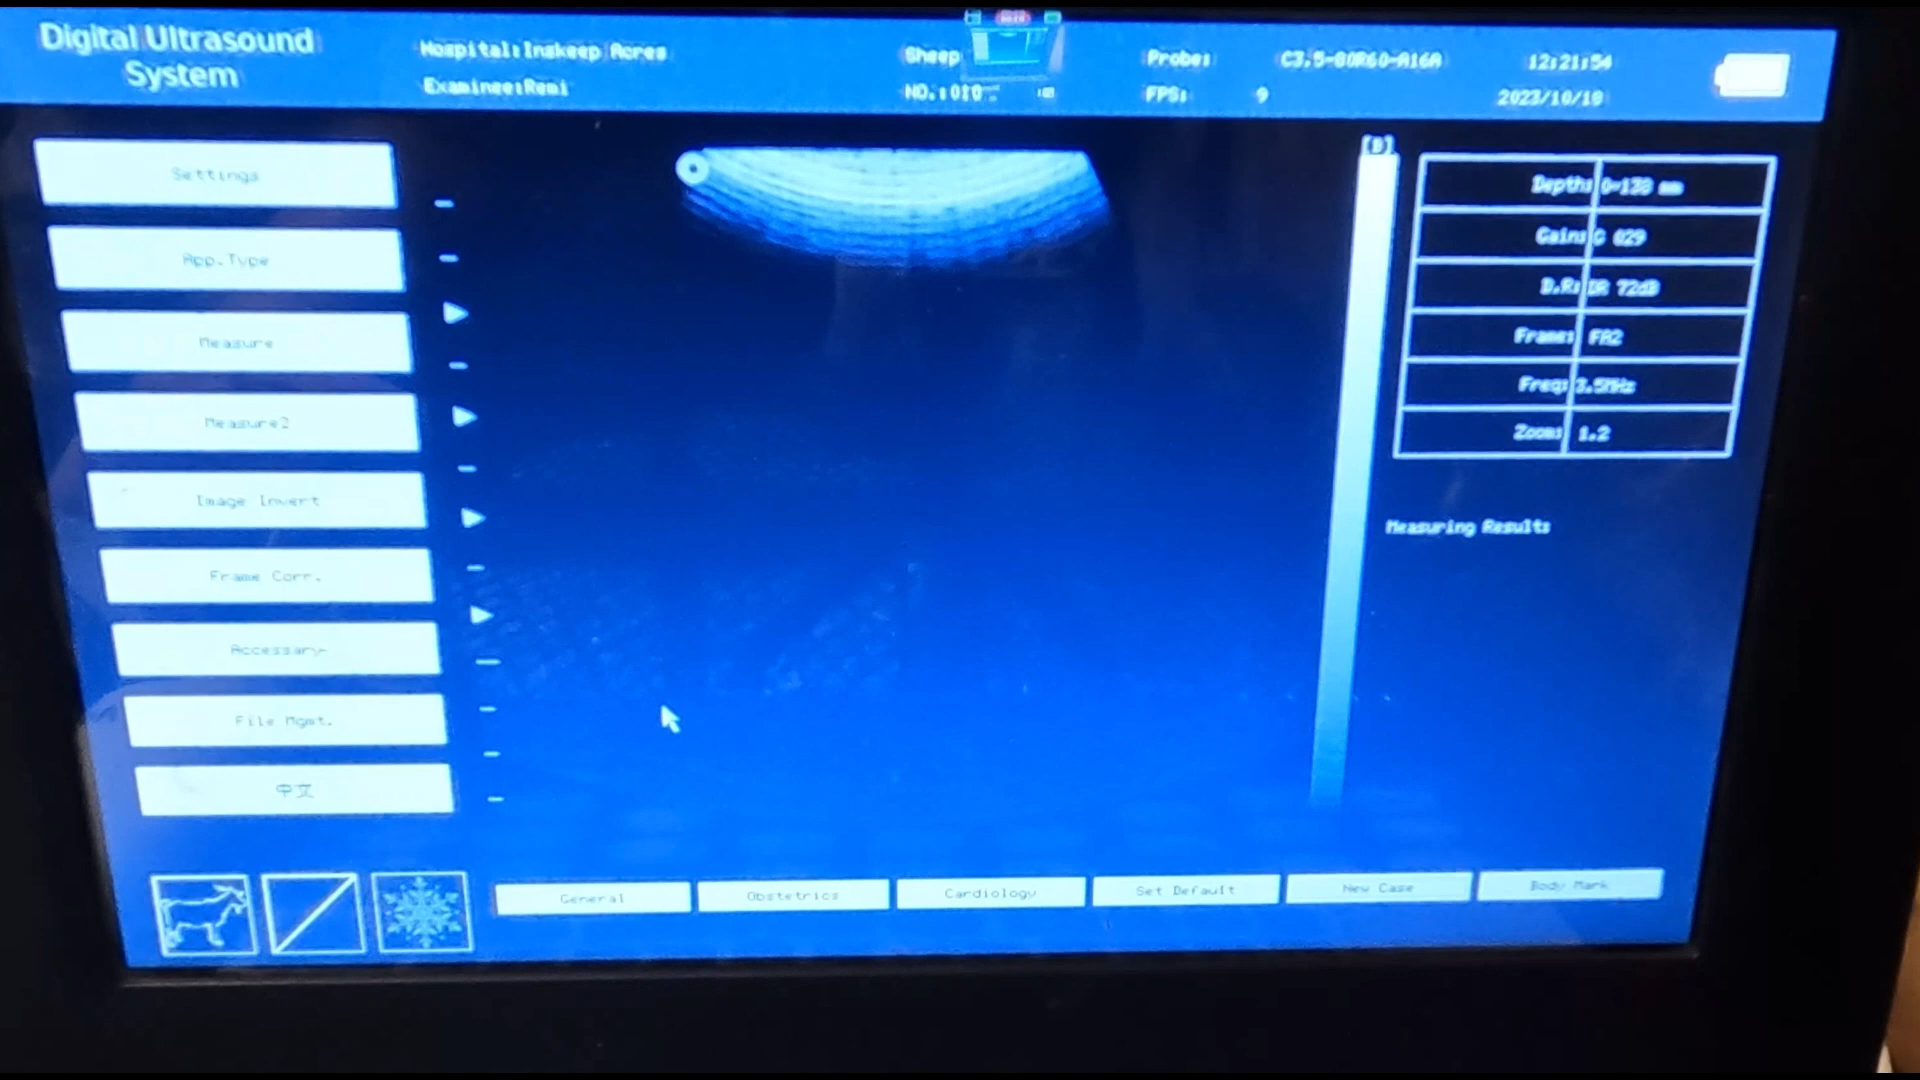 Digital Ultrasound
System
Hospital:Inskeep Acres
Examinee:Remi
Sheep
NO.:010
Probe: C3.5-80R60-A16A
FPS: 9
12:21:54
2023/10/18
Settings
App.Type
Measure
Measure2
Image Invert
Frame Corr.
Accessary
File Mgmt.
中文
[B]
Depth: 0-138 mm
Gain: G 029
D.R: DR 72dB
Frame: FA2
Freq: 3.5MHz
Zoom: 1.2
Measuring Result:
General
Obstetrics
Cardiology
Set Default
New Case
Body Mark